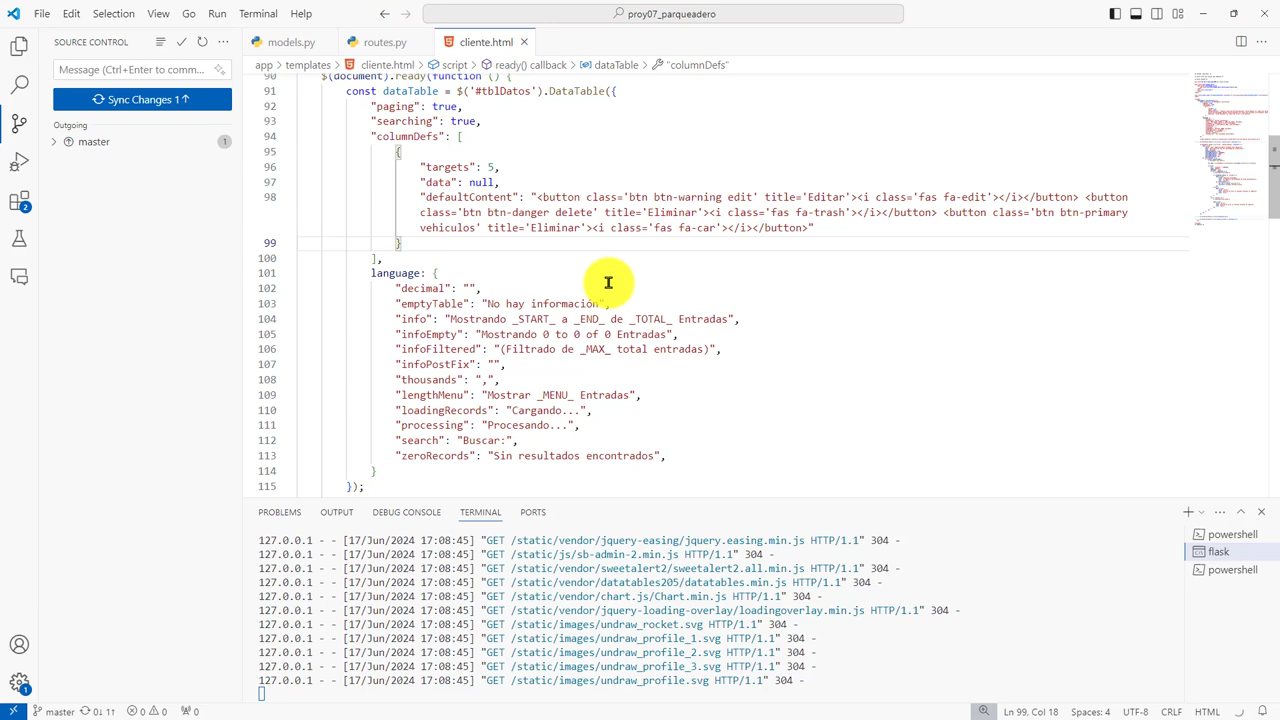 File Edit Selection View Go Run Terminal Help
proy07_parqueadero
SOURCE CONTROL
models.py routes.py cliente.html
Message (Ctrl+Enter to comm...
Sync Changes 1↑
Outgoing
master 1
app > templates > cliente.html > script > ready() callback > dataTable > "columnDefs"
90 $(document).ready(function () {
91 const dataTable = $(' ').DataTable({
92 "paging": true,
93 "searching": true,
94 "columnDefs": [
95 {
96 "targets": 5,
97 "data": null,
98 "defaultContent": "<button class='btn btn-warning edit' title='Editar'><i class='fas fa-edit'></i></button> <button
class='btn btn-danger delete' title='Eliminar'><i class='fas fa-trash'></i></button> <button class='btn btn-primary
vehiculos' title='Eliminar'><i class='fas fa-car'></i></button>"
99 }
100 ],
101 language: {
102 "decimal": "",
103 "emptyTable": "No hay información",
104 "info": "Mostrando _START_ a _END_ de _TOTAL_ Entradas",
105 "infoEmpty": "Mostrando 0 to 0 of 0 Entradas",
106 "infoFiltered": "(Filtrado de _MAX_ total entradas)",
107 "infoPostFix": "",
108 "thousands": ",",
109 "lengthMenu": "Mostrar _MENU_ Entradas",
110 "loadingRecords": "Cargando...",
111 "processing": "Procesando...",
112 "search": "Buscar:",
113 "zeroRecords": "Sin resultados encontrados",
114 }
115 });
PROBLEMS OUTPUT DEBUG CONSOLE TERMINAL PORTS
127.0.0.1 - - [17/Jun/2024 17:08:45] "GET /static/vendor/jquery-easing/jquery.easing.min.js HTTP/1.1" 304 -
127.0.0.1 - - [17/Jun/2024 17:08:45] "GET /static/js/sb-admin-2.min.js HTTP/1.1" 304 -
127.0.0.1 - - [17/Jun/2024 17:08:45] "GET /static/vendor/sweetalert2/sweetalert2.all.min.js HTTP/1.1" 304 -
127.0.0.1 - - [17/Jun/2024 17:08:45] "GET /static/vendor/datatables205/datatables.min.js HTTP/1.1" 304 -
127.0.0.1 - - [17/Jun/2024 17:08:45] "GET /static/vendor/chart.js/Chart.min.js HTTP/1.1" 304 -
127.0.0.1 - - [17/Jun/2024 17:08:45] "GET /static/vendor/jquery-loading-overlay/loadingoverlay.min.js HTTP/1.1" 304 -
127.0.0.1 - - [17/Jun/2024 17:08:45] "GET /static/images/undraw_rocket.svg HTTP/1.1" 304 -
127.0.0.1 - - [17/Jun/2024 17:08:45] "GET /static/images/undraw_profile_1.svg HTTP/1.1" 304 -
127.0.0.1 - - [17/Jun/2024 17:08:45] "GET /static/images/undraw_profile_2.svg HTTP/1.1" 304 -
127.0.0.1 - - [17/Jun/2024 17:08:45] "GET /static/images/undraw_profile_3.svg HTTP/1.1" 304 -
127.0.0.1 - - [17/Jun/2024 17:08:45] "GET /static/images/undraw_profile.svg HTTP/1.1" 304 -
powershell
flask
powershell
2
1
master 0↓ 1↑ 0 0 0 Ln 99, Col 18 Spaces: 4 UTF-8 CRLF HTML